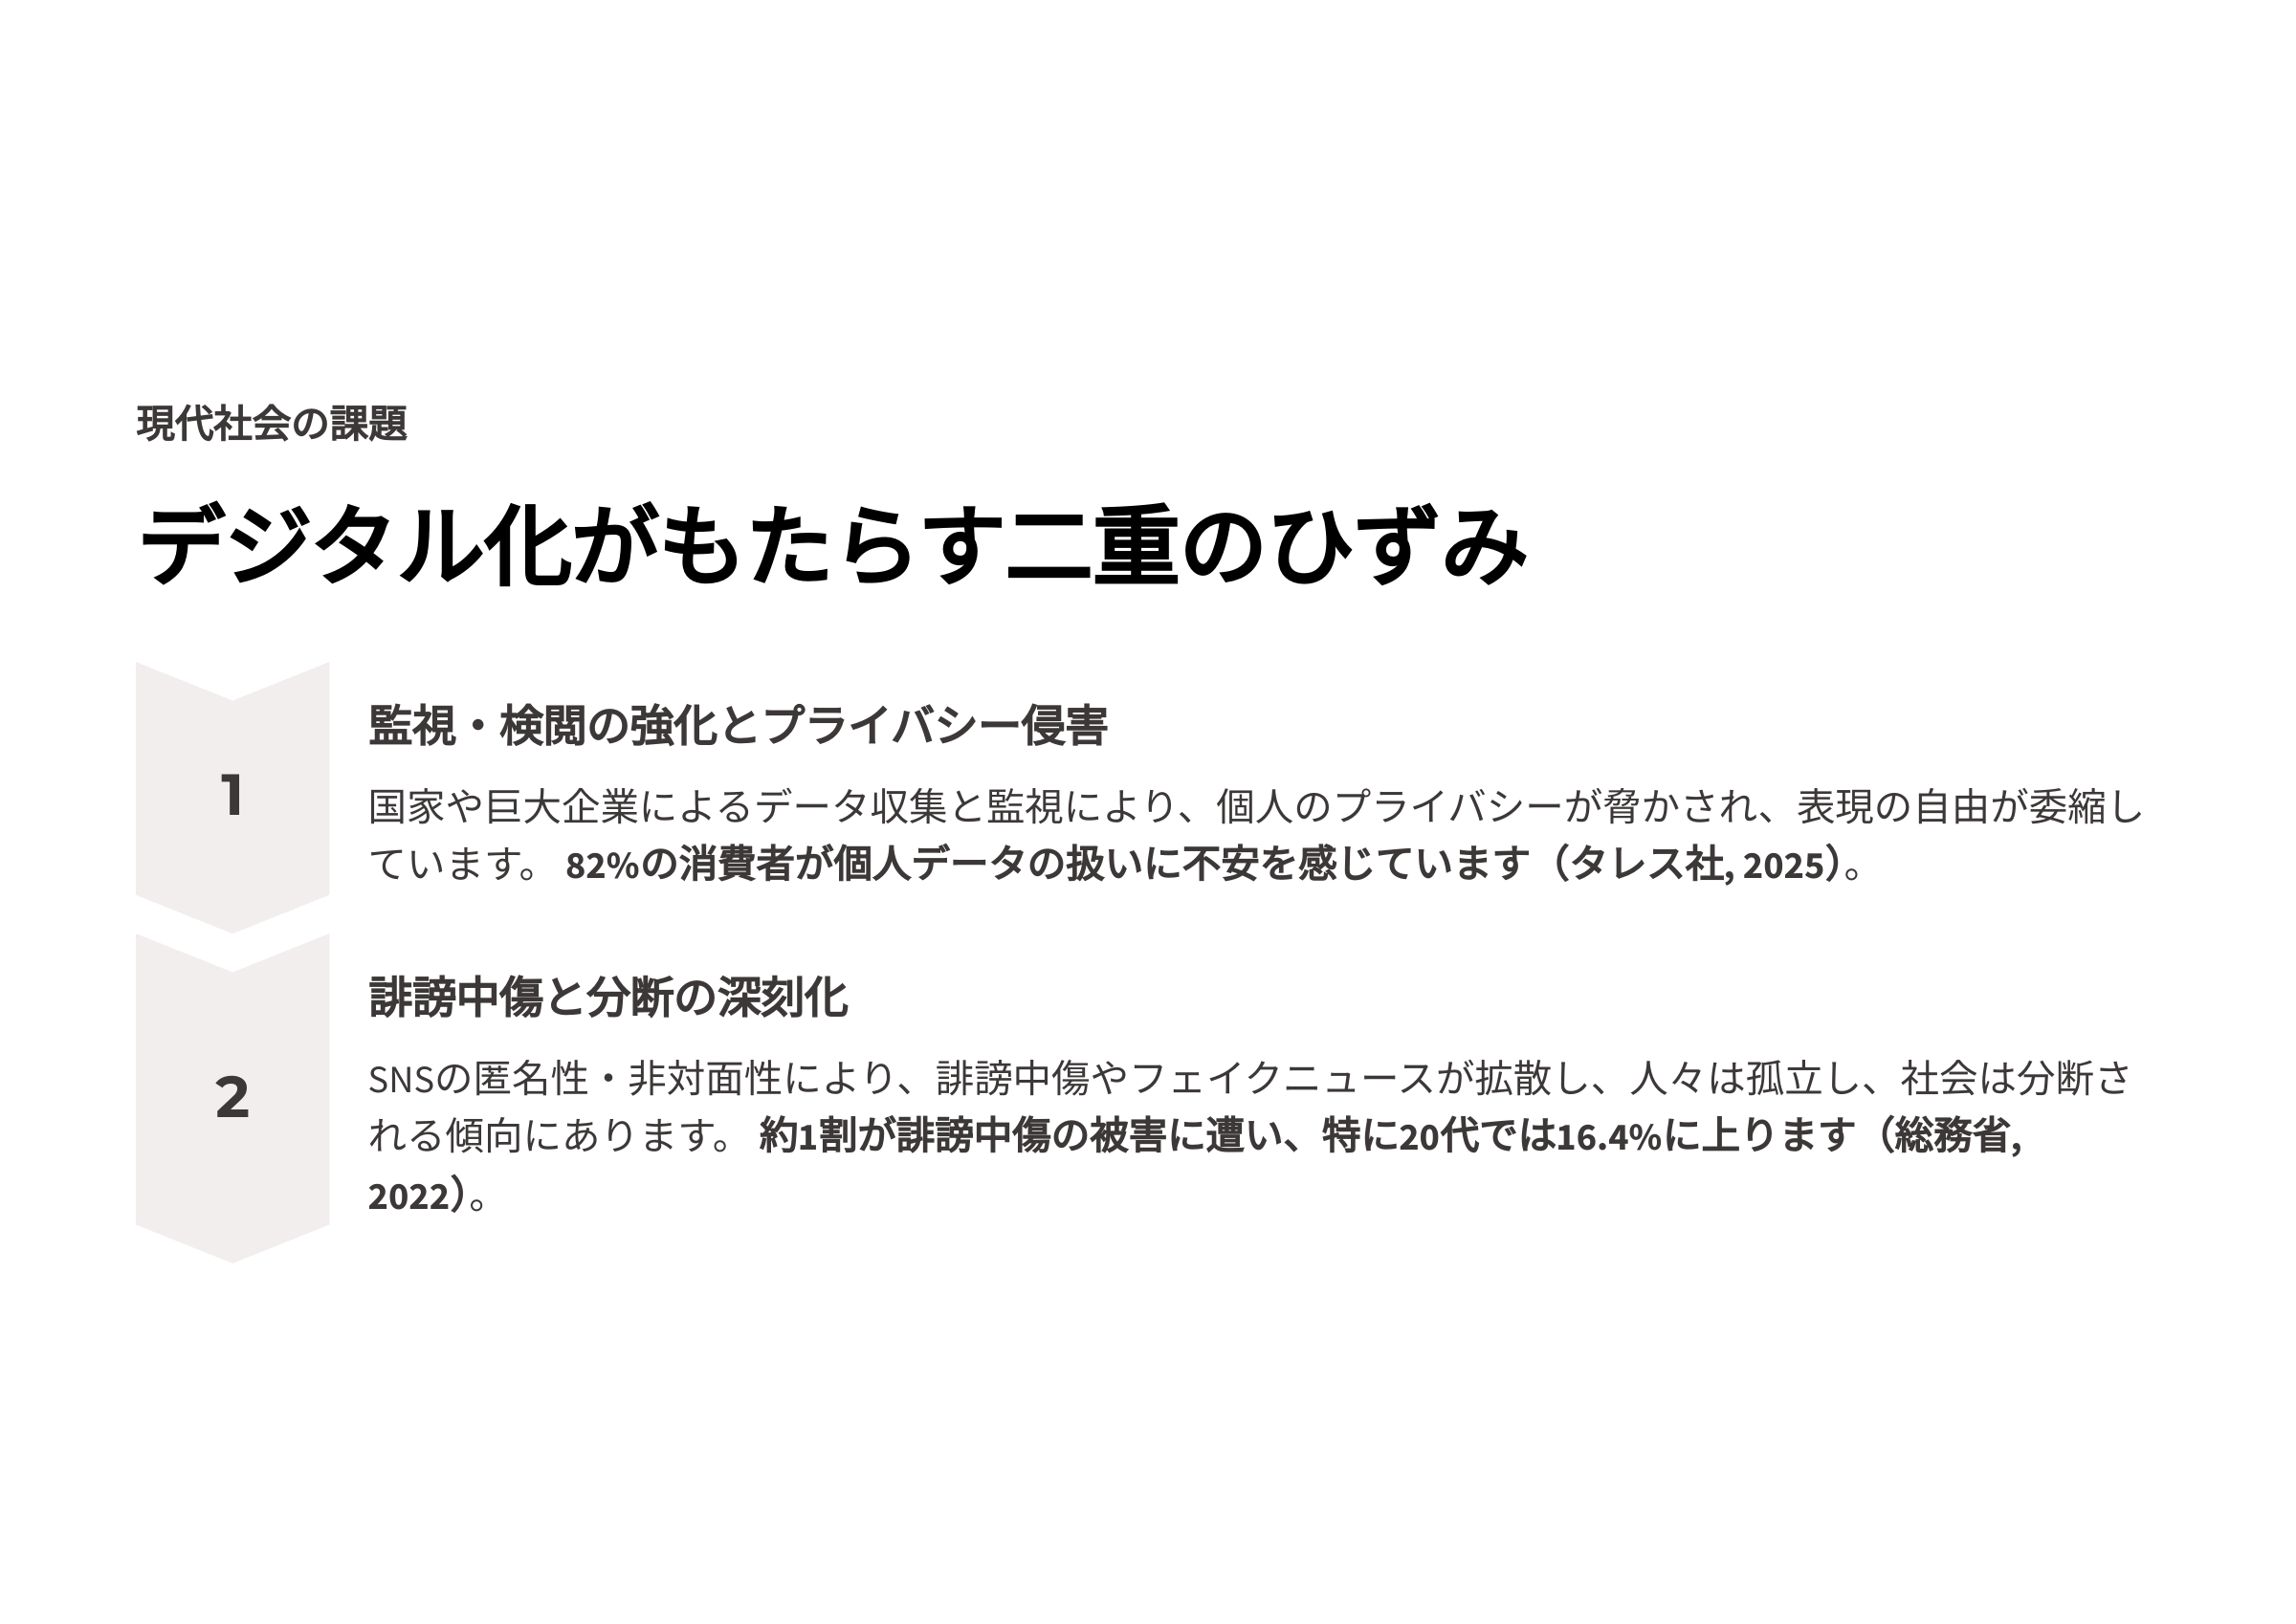 現代社会の課題
デジタル化がもたらす二重のひずみ
1
監視・検閲の強化とプライバシー侵害
国家や巨大企業によるデータ収集と監視により、個人のプライバシーが脅かされ、表現の自由が委縮し
ています。 82%の消費者が個人データの扱いに不安を感じています（タレス社, 2025）。
2
誹謗中傷と分断の深刻化
SNSの匿名性・非対面性により、誹謗中傷やフェイクニュースが拡散し、人々は孤立し、社会は分断さ
れる傾向にあります。 約1割が誹謗中傷の被害に遭い、特に20代では16.4%に上ります（総務省,
2022）。